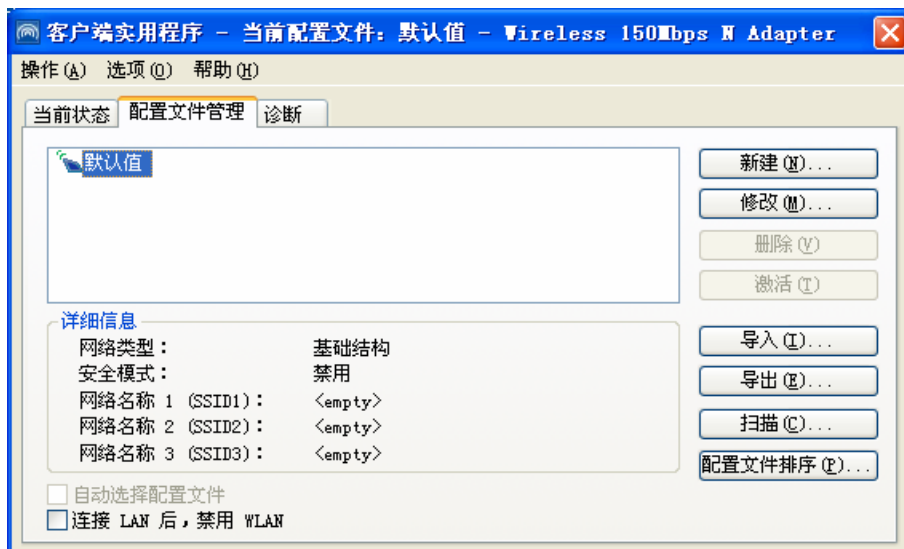 客户端实用程序 - 当前配置文件: 默认值 - Wireless 150Mbps N Adapter
操作(A) 选项(O) 帮助(H)
当前状态 配置文件管理 诊断
默认值
新建(N)...
修改(M)...
删除(V)
激活(T)
详细信息
网络类型： 基础结构
安全模式： 禁用
网络名称 1 (SSID1)： <empty>
网络名称 2 (SSID2)： <empty>
网络名称 3 (SSID3)： <empty>
导入(I)...
导出(E)...
扫描(C)...
配置文件排序(P)...
自动选择配置文件
连接 LAN 后，禁用 WLAN